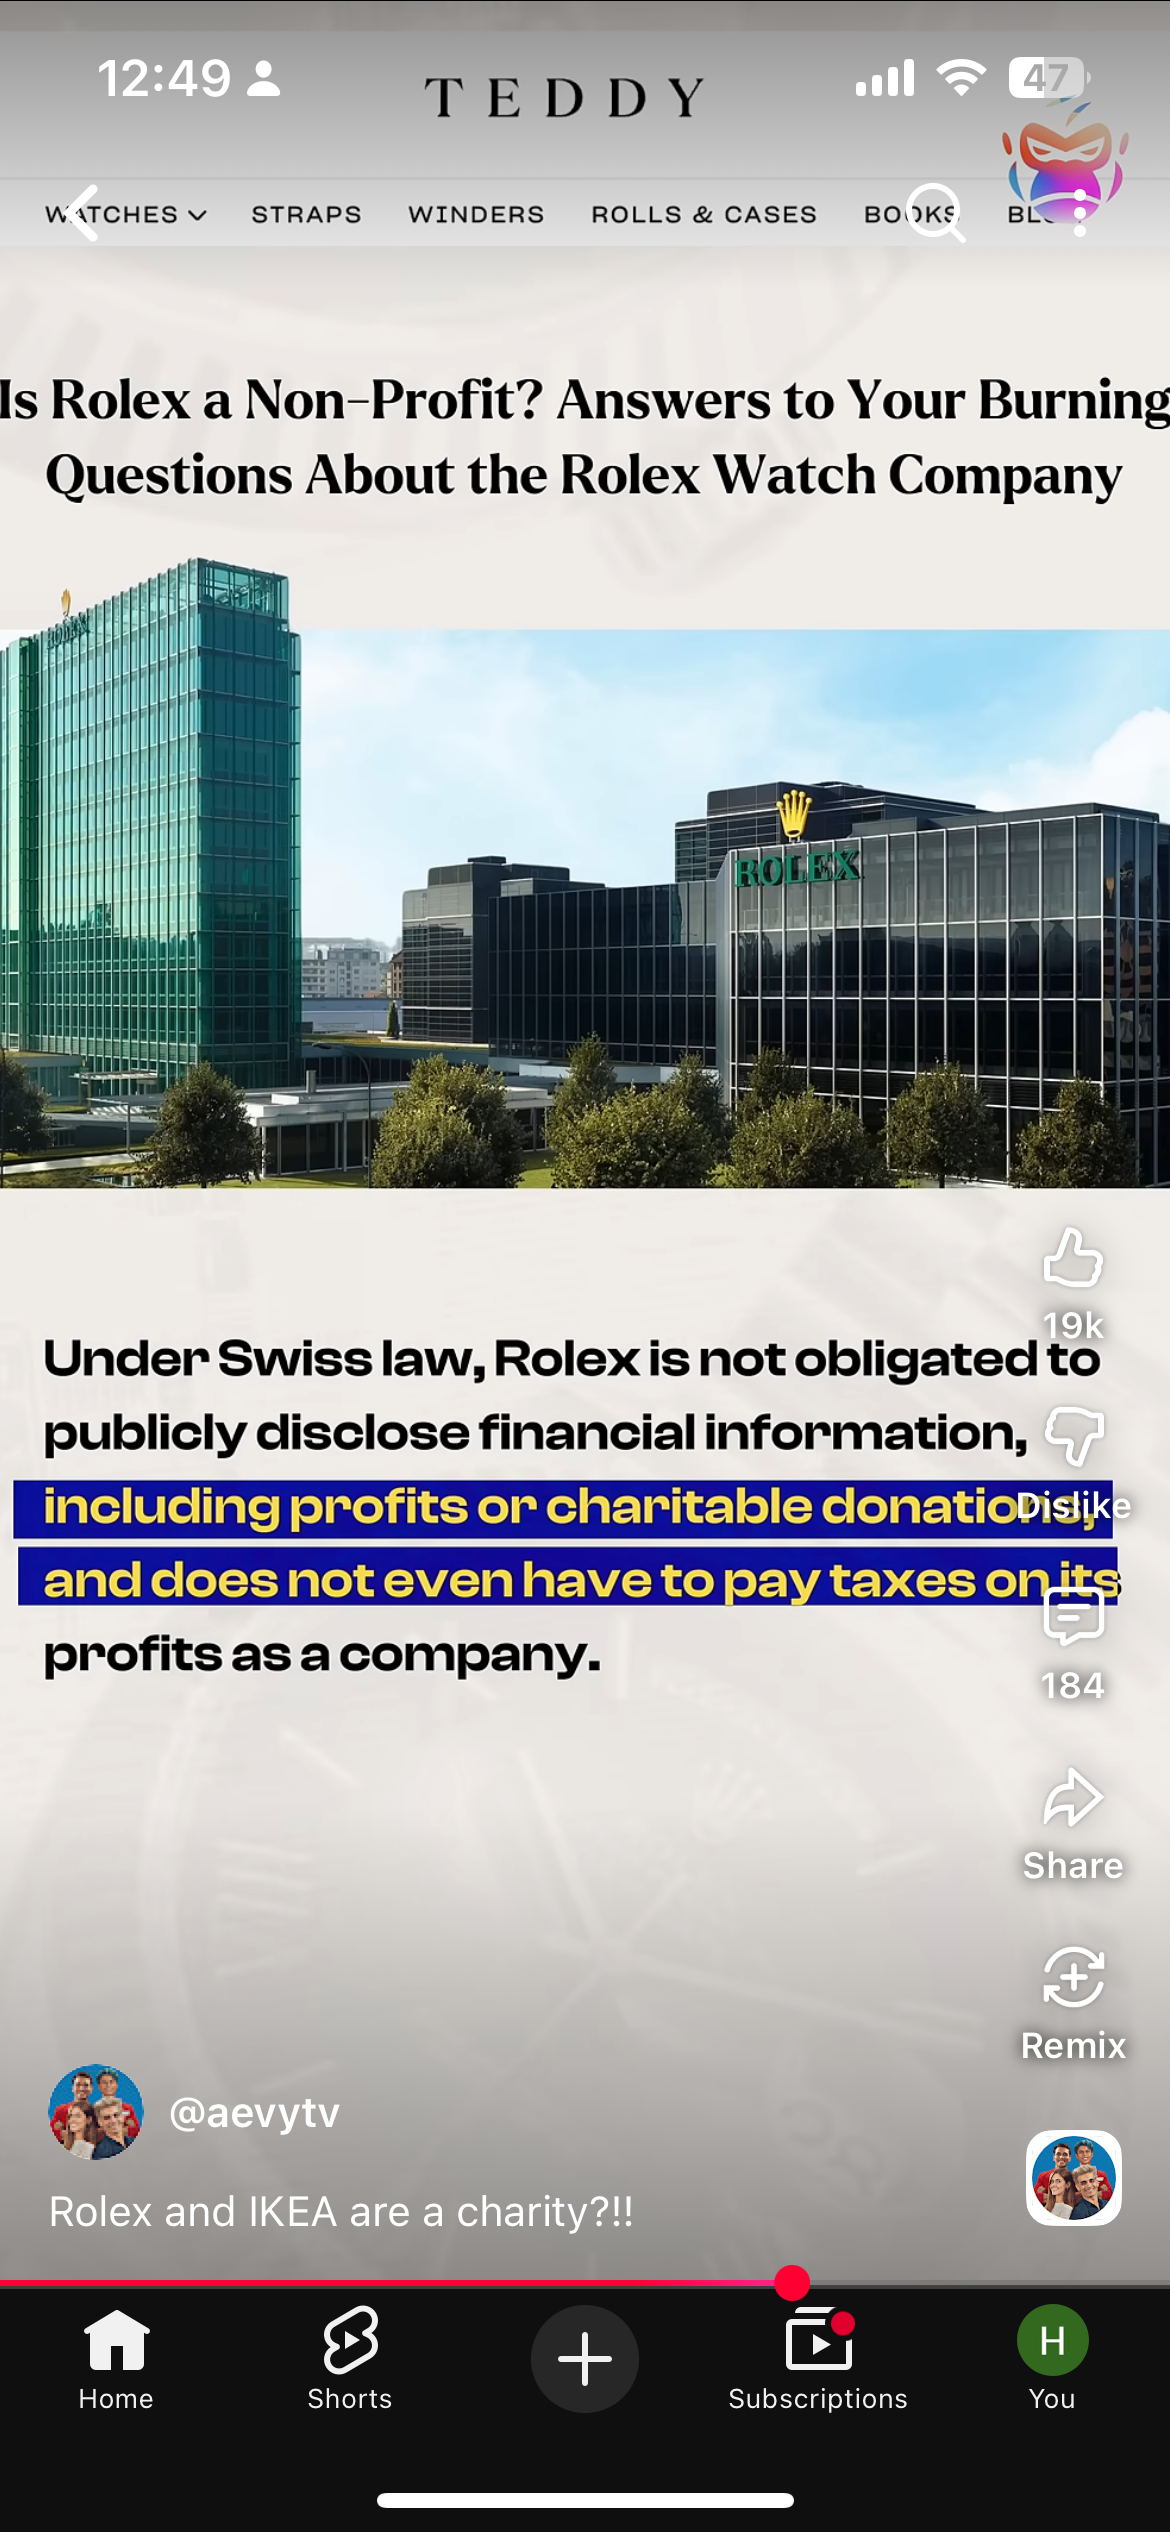 12:49
47
TEDDY
WATCHES STRAPS WINDERS ROLLS & CASES BOOKS
Is Rolex a Non-Profit? Answers to Your Burning
Questions About the Rolex Watch Company
ROLEX
ROLEX
19k
Under Swiss law, Rolex is not obligated to
publicly disclose financial information,
Dislike
including profits or charitable donations,
and does not even have to pay taxes on its
profits as a company.
184
Share
Remix
@aevytv
Rolex and IKEA are a charity?!!
Home
Shorts
Subscriptions
H
You